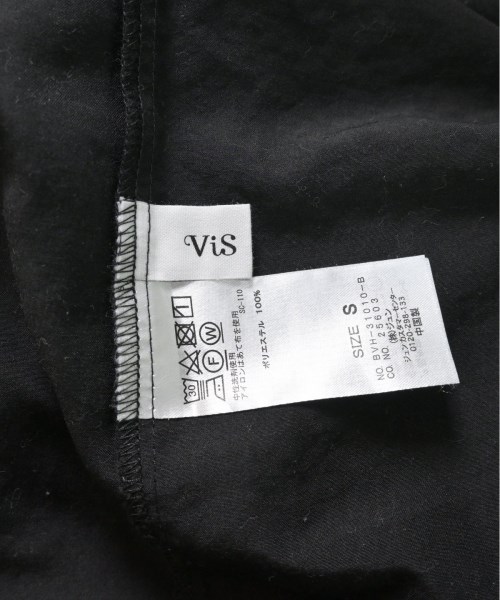 ViS
30
F
W
SO-110
中性洗剤使用
アイロンはあて布を使用
ポリエステル 100%
SIZE S
NO. BVH-31010-B
CO. NO. 25603
(株)ジュン
ジュンカスタマーセンター
0120-298-133
中国製